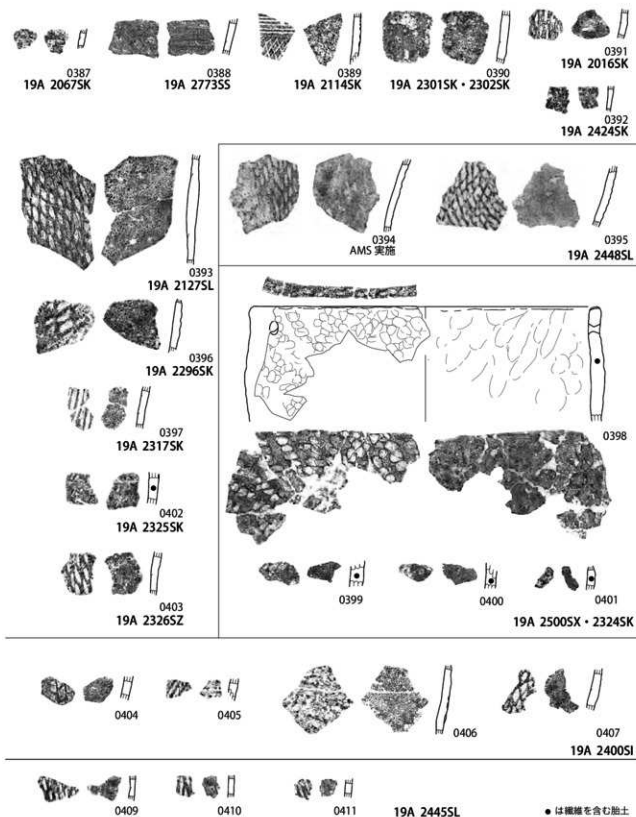 0387
19A 2067SK
0388
19A 2773SS
0389
19A 2114SK
0390
19A 2301SK・2302SK
0391
19A 2016SK
0392
19A 2424SK
0393
19A 2127SL
0394
AMS 実施
0395
19A 2448SL
0396
19A 2296SK
0397
19A 2317SK
0398
0402
19A 2325SK
0403
19A 2326SZ
0399
0400
0401
19A 2500SX・2324SK
0404
0405
0406
0407
19A 2400SI
0409
0410
0411
19A 2445SL
● は繊維を含む胎土